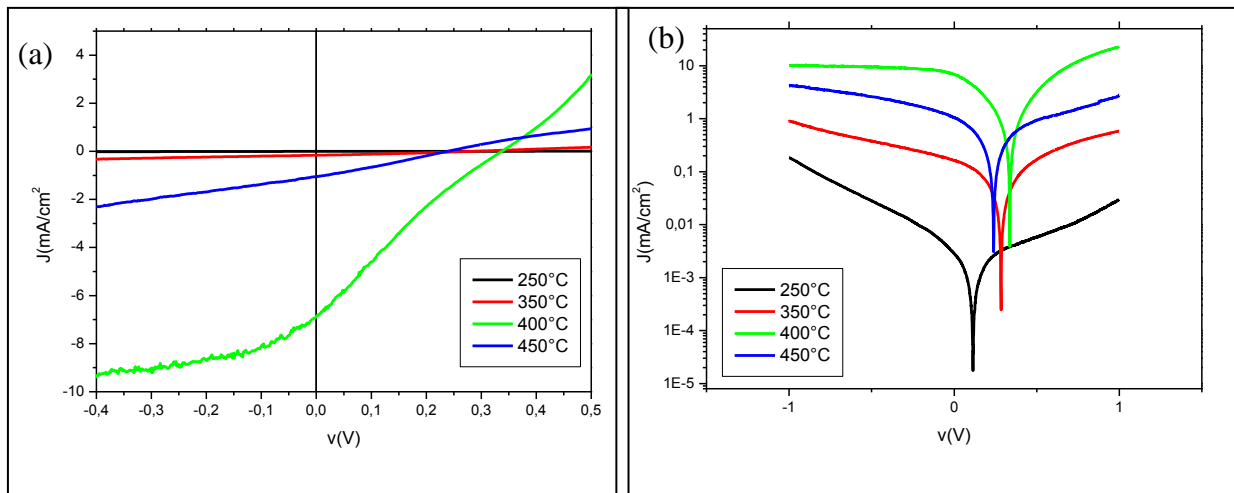 (a)
4
2
0
-2
-4
-6
-8
-10
J(mA/cm²)
-0,4 -0,3 -0,2 -0,1 0,0 0,1 0,2 0,3 0,4 0,5
v(V)
250°C
350°C
400°C
450°C
(b)
10
1
0,1
0,01
1E-3
1E-4
1E-5
J(mA/cm²)
-1 0 1
v(V)
250°C
350°C
400°C
450°C